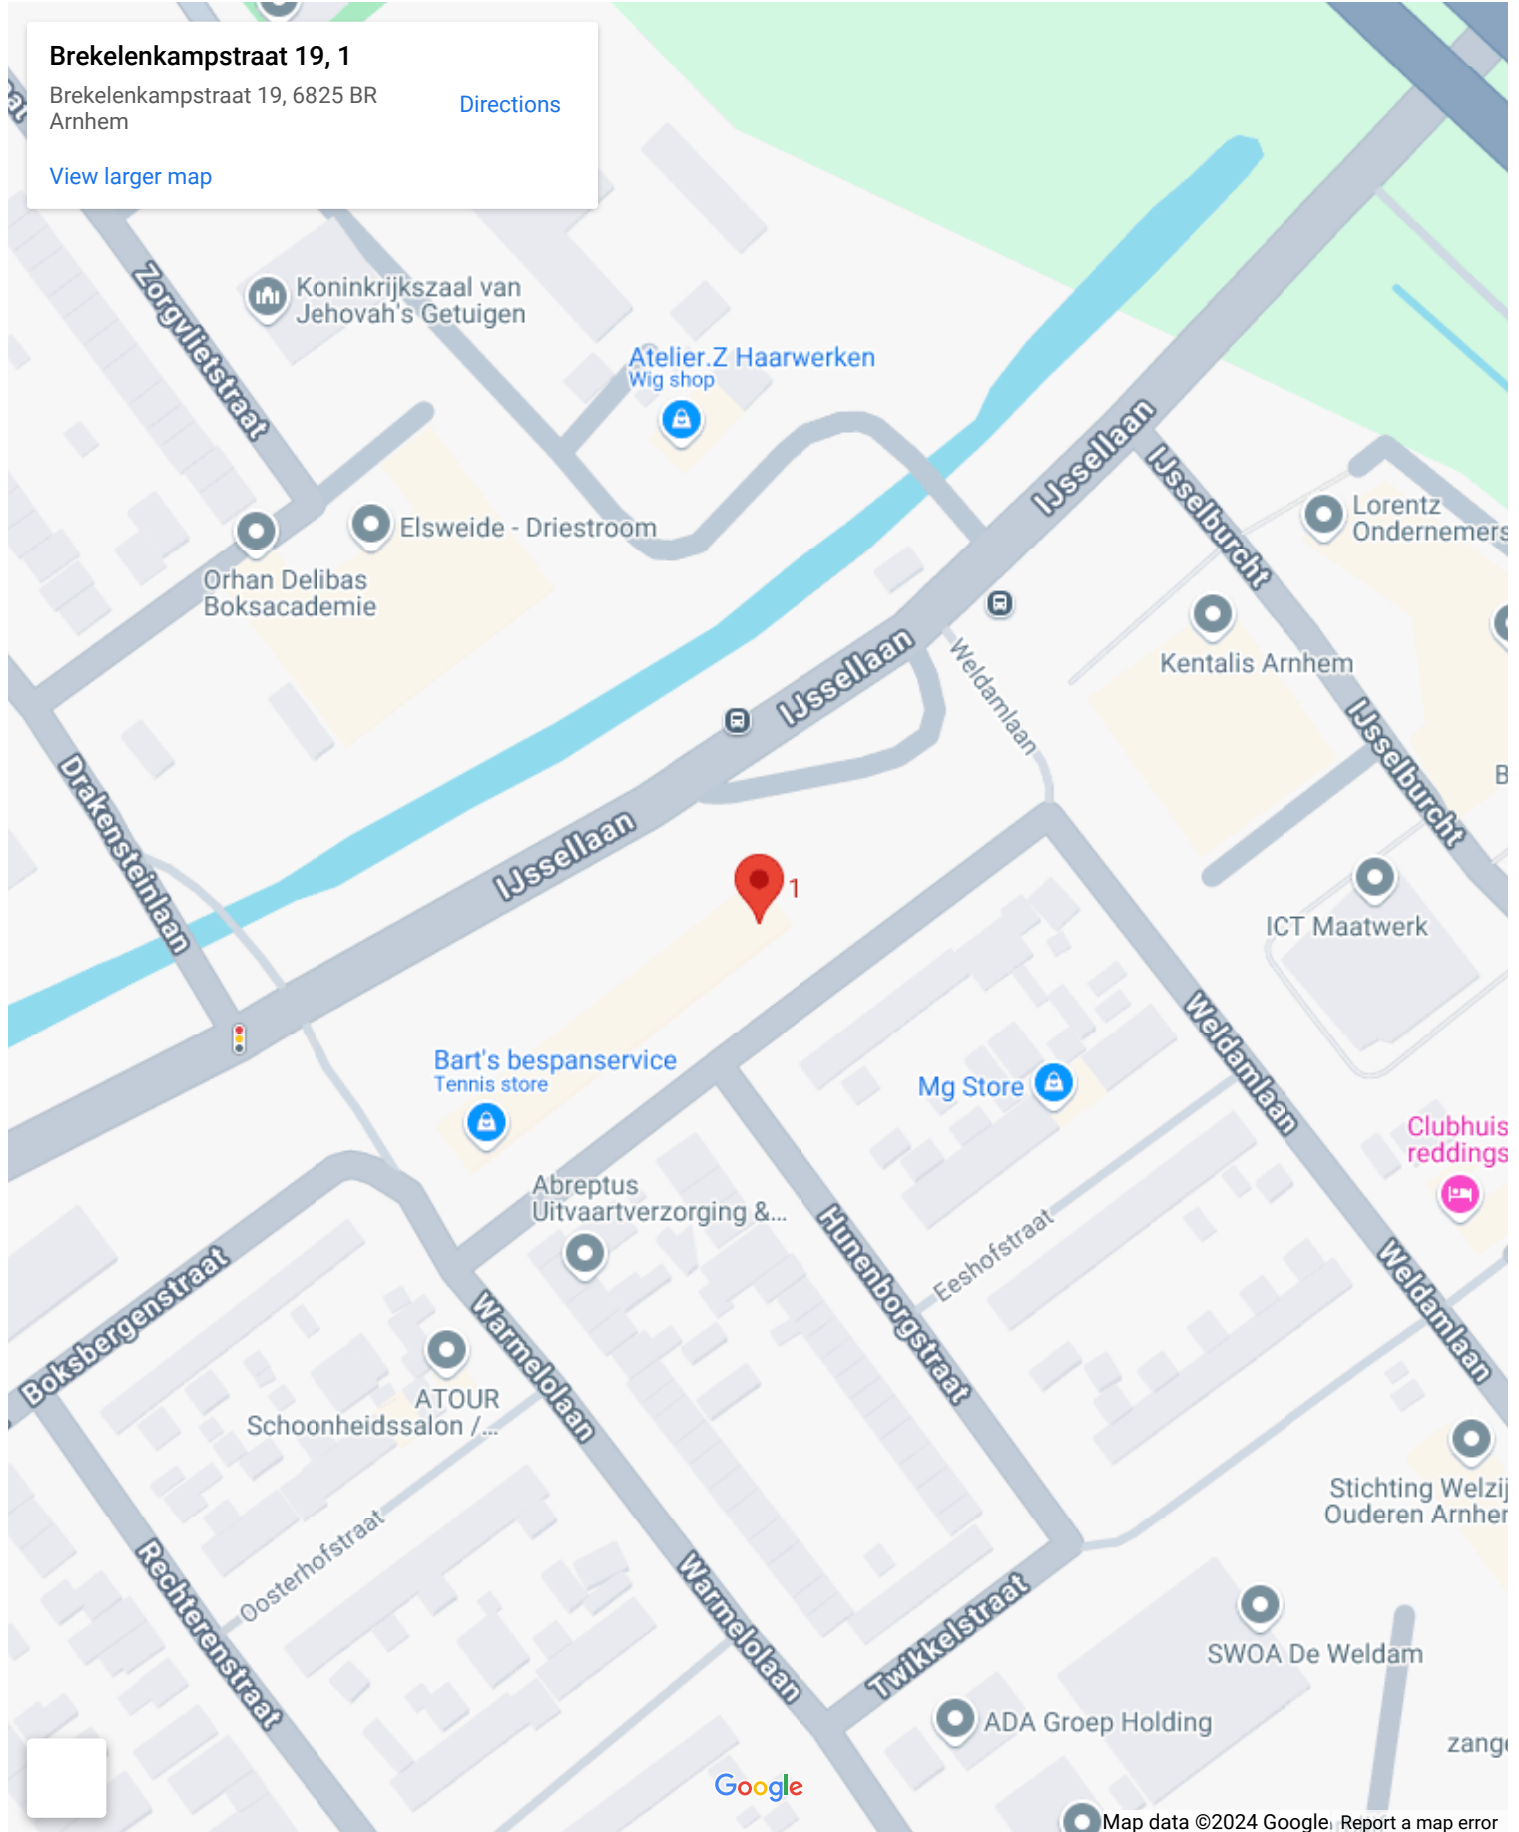 Brekelenkampstraat 19, 1
Brekelenkampstraat 19, 6825 BR
Arnhem
Directions
View larger map
Zorgvlietstraat
Koninkrijkszaal van
Jehovah's Getuigen
Atelier.Z Haarwerken
Wig shop
IJssellaan
IJsselburcht
Lorentz
Ondernemers
Elsweide - Driestroom
Orhan Delibas
Boksacademie
Kentalis Arnhem
IJssellaan
Weldamlaan
IJsselburcht
Drakensteinlaan
B
IJssellaan
1
ICT Maatwerk
Bart's bespanservice
Tennis store
Mg Store
Weldamlaan
Clubhuis
reddings
Abreptus
Uitvaartverzorging &...
Hunenborgstraat
Eeshofstraat
Boksbergenstraat
Weldamlaan
Warmelolaan
ATOUR
Schoonheidssalon /...
Stichting Welzij
Ouderen Arnher
Oosterhofstraat
Rechterenstraat
Warmelolaan
Twikkelstraat
SWOA De Weldam
ADA Groep Holding
zang
Google
Map data ©2024 Google
Report a map error